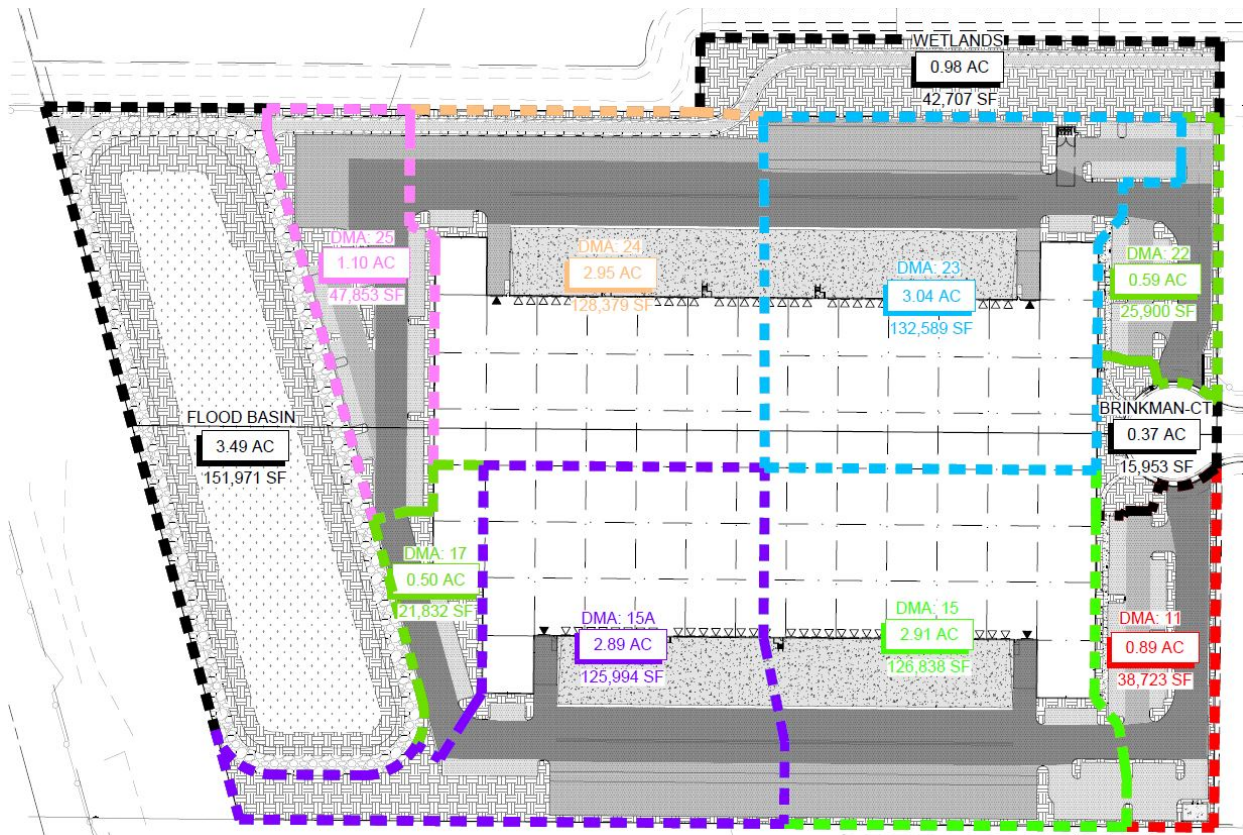 WETLANDS
0.98 AC
42,707 SF
DMA: 25
1.10 AC
47,853 SF
DMA: 24
2.95 AC
128,379 SF
DMA: 23
3.04 AC
132,589 SF
DMA: 22
0.59 AC
25,900 SF
FLOOD BASIN
3.49 AC
151,971 SF
BRINKMAN-CT
0.37 AC
15,953 SF
DMA: 17
0.50 AC
21,832 SF
DMA: 15A
2.89 AC
125,994 SF
DMA: 15
2.91 AC
126,838 SF
DMA: 11
0.89 AC
38,723 SF